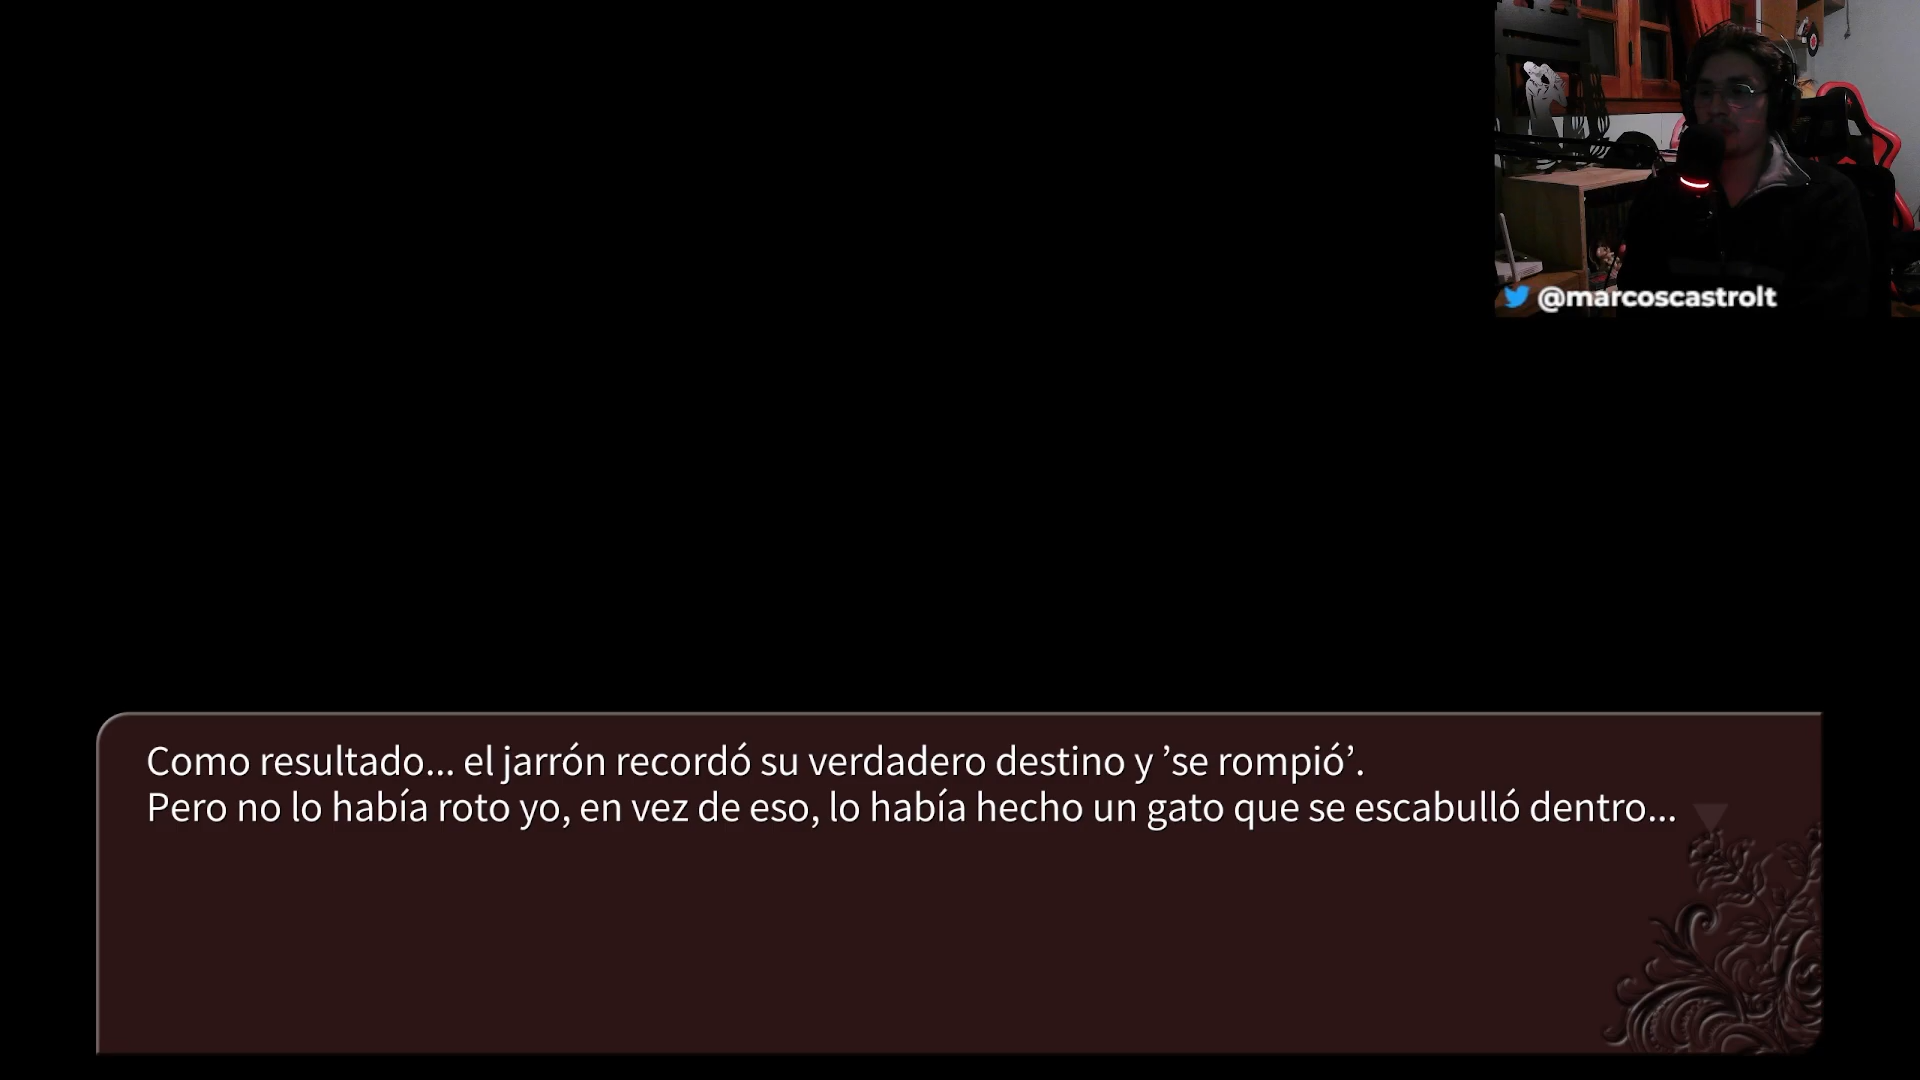 @marcoscastrolt
Como resultado... el jarrón recordó su verdadero destino y ’se rompió’.
Pero no lo había roto yo, en vez de eso, lo había hecho un gato que se escabulló dentro...